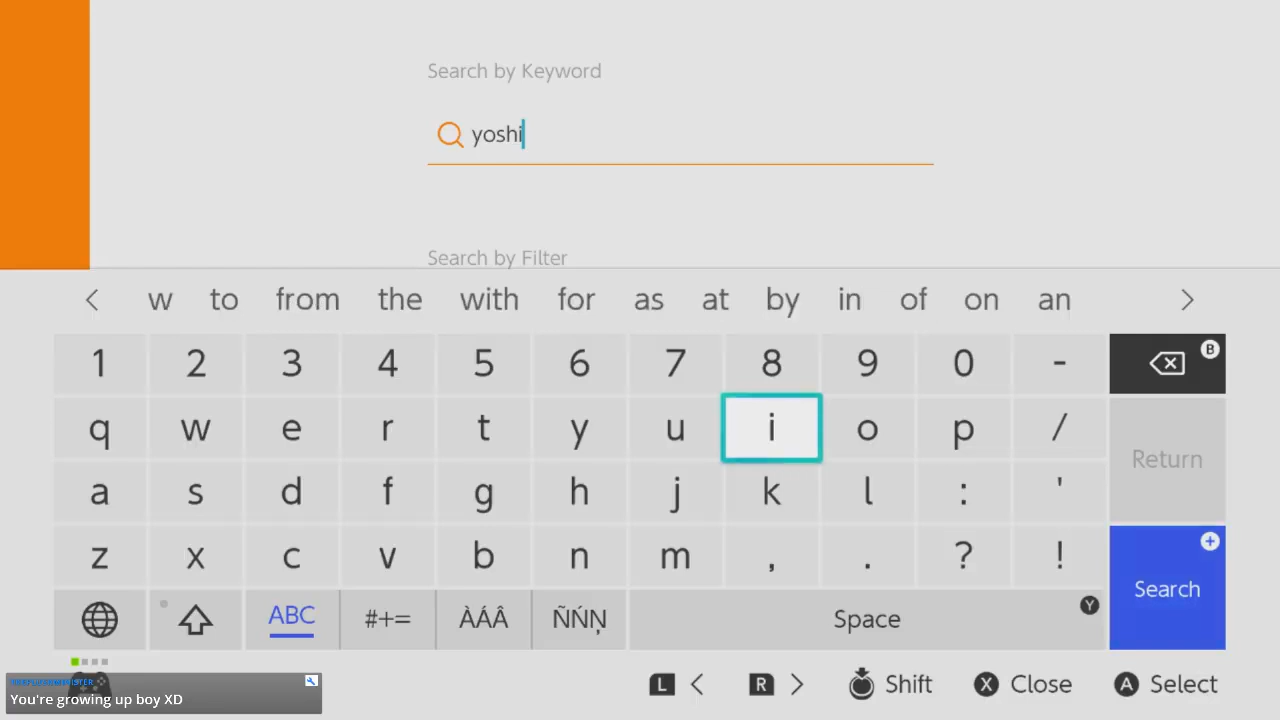 Search by Keyword
yoshi
Search by Filter
w to from the with for as at by in of on an
1 2 3 4 5 6 7 8 9 0 - B
q w e r t y u i o p /
Return
a s d f g h j k l : '
z x c v b n m , . ? ! +
Search
ABC #+= ÀÁÂ ÑŃŅ Space Y
L R Shift X Close A Select
You're growing up boy XD